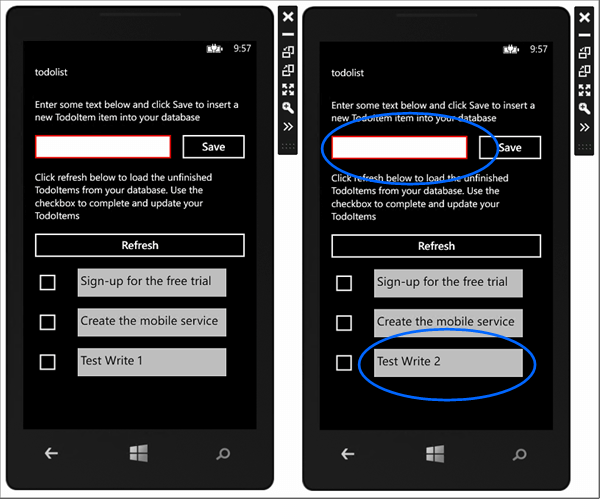 9:57
todolist
Enter some text below and click Save to insert a
new TodoItem item into your database
Save
Click refresh below to load the unfinished
TodoItems from your database. Use the
checkbox to complete and update your
TodoItems
Refresh
Sign-up for the free trial
Create the mobile service
Test Write 1
9:57
todolist
Enter some text below and click Save to insert a
new TodoItem item into your database
Save
Click refresh below to load the unfinished
TodoItems from your database. Use the
checkbox to complete and update your
TodoItems
Refresh
Sign-up for the free trial
Create the mobile service
Test Write 2